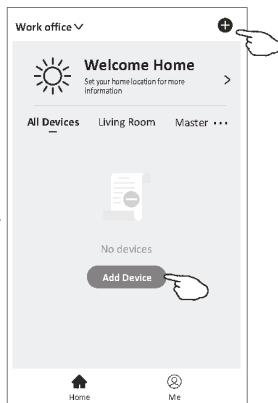 Work office
Welcome Home
Set your home location for more
information
All Devices Living Room Master ···
No devices
Add Device
Home Me